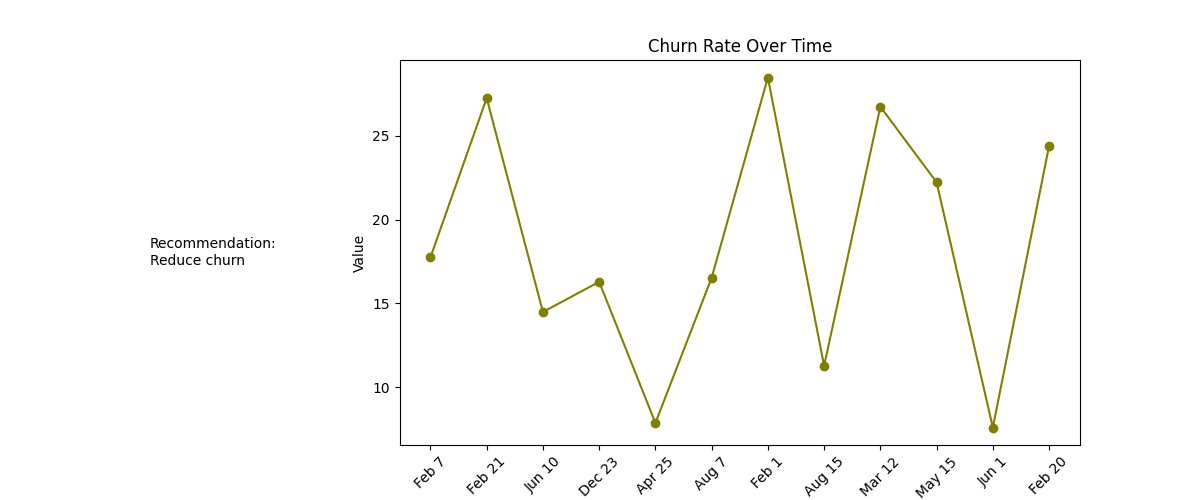 Churn Rate Over Time
Recommendation:
Reduce churn
Value
25
20
15
10
Feb 7
Feb 21
Jun 10
Dec 23
Apr 25
Aug 7
Feb 1
Aug 15
Mar 12
May 15
Jun 1
Feb 20